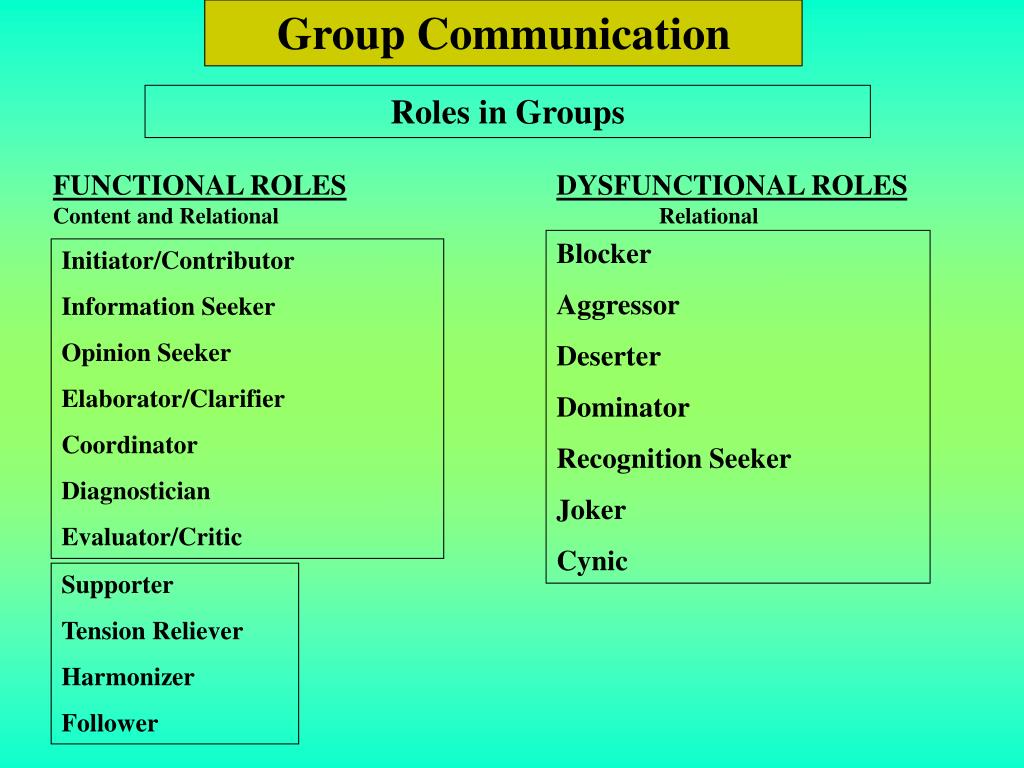 Group Communication
Roles in Groups
FUNCTIONAL ROLES
Content and Relational
Initiator/Contributor
Information Seeker
Opinion Seeker
Elaborator/Clarifier
Coordinator
Diagnostician
Evaluator/Critic
Supporter
Tension Reliever
Harmonizer
Follower
DYSFUNCTIONAL ROLES
Relational
Blocker
Aggressor
Deserter
Dominator
Recognition Seeker
Joker
Cynic